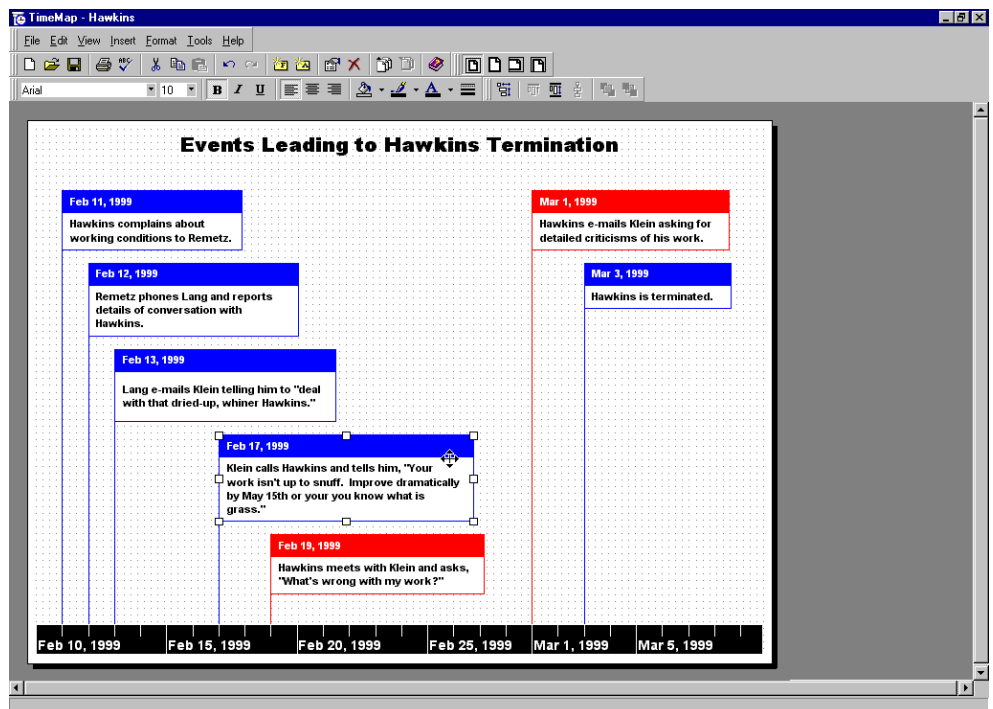 TimeMap - Hawkins
File Edit View Insert Format Tools Help
ABC
Arial 10 B I U A
Events Leading to Hawkins Termination
Feb 11, 1999
Hawkins complains about
working conditions to Remetz.
Feb 12, 1999
Remetz phones Lang and reports
details of conversation with
Hawkins.
Feb 13, 1999
Lang e-mails Klein telling him to "deal
with that dried-up, whiner Hawkins."
Feb 17, 1999
Klein calls Hawkins and tells him, "Your
work isn't up to snuff.  Improve dramatically
by May 15th or your you know what is
grass."
Feb 19, 1999
Hawkins meets with Klein and asks,
"What's wrong with my work?"
Mar 1, 1999
Hawkins e-mails Klein asking for
detailed criticisms of his work.
Mar 3, 1999
Hawkins is terminated.
Feb 10, 1999 Feb 15, 1999 Feb 20, 1999 Feb 25, 1999 Mar 1, 1999 Mar 5, 1999